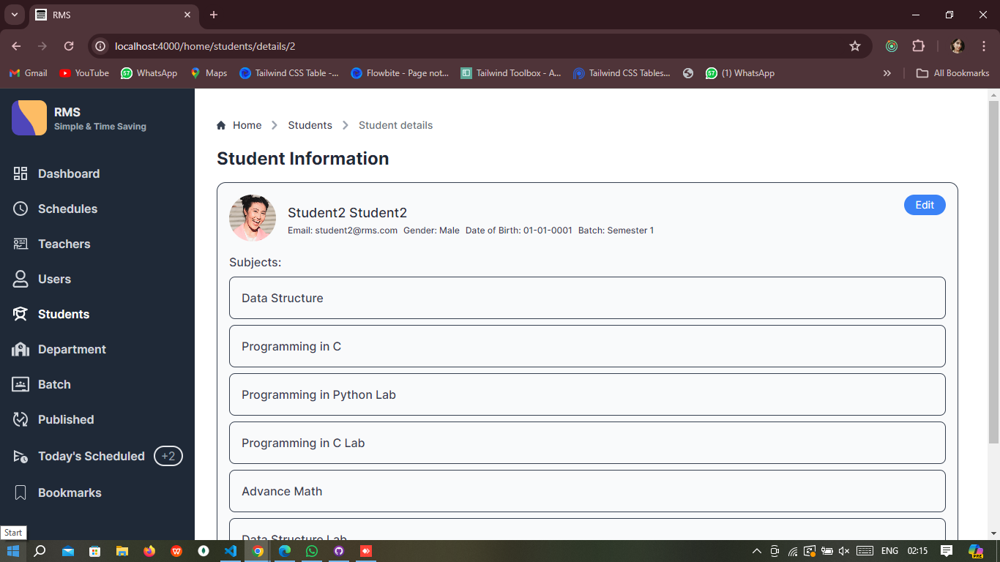 RMS
localhost:4000/home/students/details/2
Gmail YouTube WhatsApp Maps Tailwind CSS Table -... Flowbite - Page not... Tailwind Toolbox - A... Tailwind CSS Tables... (1) WhatsApp » All Bookmarks
RMS
Simple & Time Saving
Dashboard
Schedules
Teachers
Users
Students
Department
Batch
Published
Today's Scheduled +2
Bookmarks
Home Students Student details
Student Information
Student2 Student2
Edit
Email: student2@rms.com Gender: Male Date of Birth: 01-01-0001 Batch: Semester 1
Subjects:
Data Structure
Programming in C
Programming in Python Lab
Programming in C Lab
Advance Math
Data Structure Lab
Start
ENG 02:15